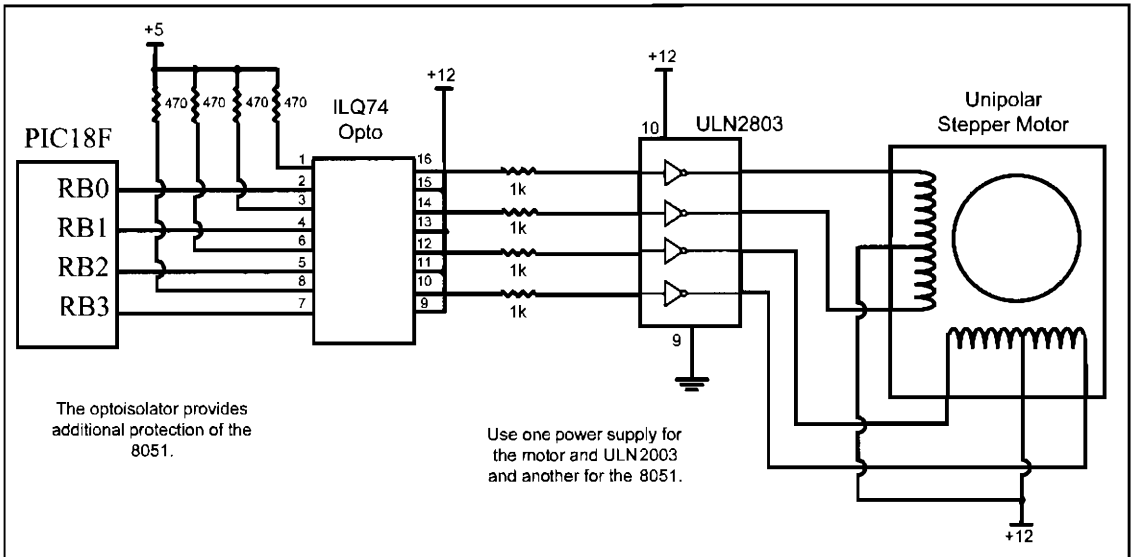 +5
470
470
470
470
ILQ74
Opto
+12
+12
ULN2803
Unipolar
Stepper Motor
PIC18F
RB0
RB1
RB2
RB3
1
2
3
4
6
5
8
7
16
15
14
13
12
11
10
9
1k
1k
1k
1k
10
9
+12
The optoisolator provides
additional protection of the
8051.
Use one power supply for
the motor and ULN2003
and another for the 8051.